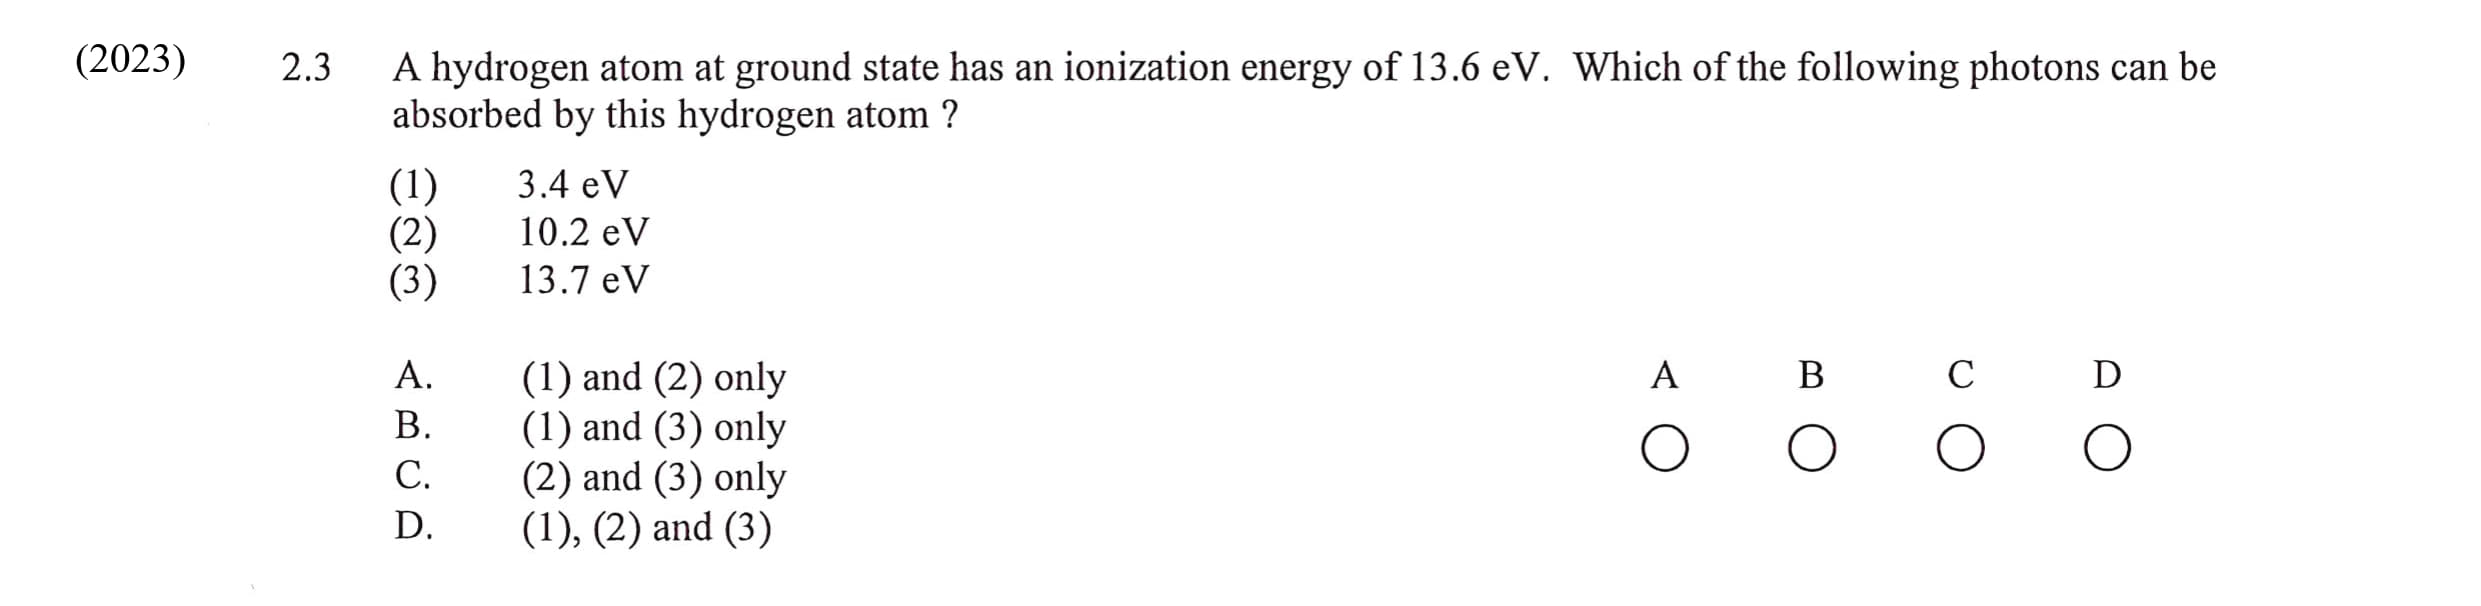 (2023) 2.3 A hydrogen atom at ground state has an ionization energy of 13.6 eV. Which of the following photons can be
absorbed by this hydrogen atom ?
(1) 3.4 eV
(2) 10.2 eV
(3) 13.7 eV
A. (1) and (2) only
B. (1) and (3) only
C. (2) and (3) only
D. (1), (2) and (3)
A B C D